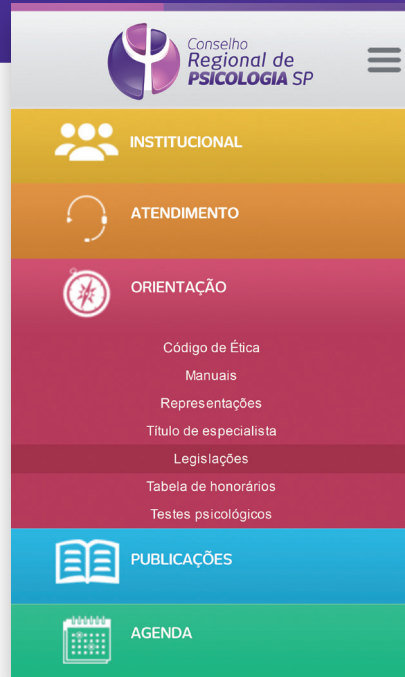 Conselho
Regional de
PSICOLOGIA SP
INSTITUCIONAL
ATENDIMENTO
ORIENTAÇÃO
Código de Ética
Manuais
Representações
Título de especialista
Legislações
Tabela de honorários
Testes psicológicos
PUBLICAÇÕES
AGENDA